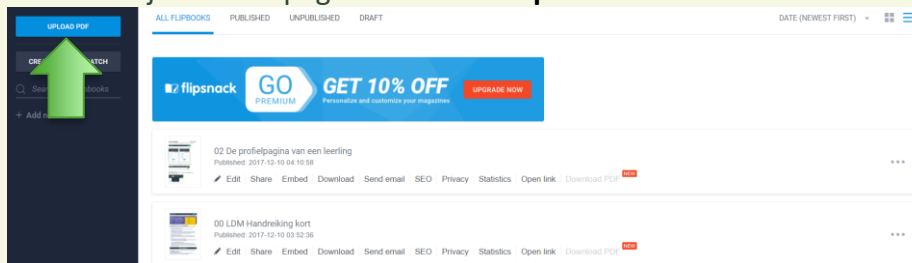 UPLOAD PDF
ALL FLIPBOOKS PUBLISHED UNPUBLISHED DRAFT
DATE (NEWEST FIRST)
flipsnack GO PREMIUM GET 10% OFF
Personalize and customize your magazines
UPGRADE NOW
+ Add
02 De profielpagina van een leerling
Published: 2017-12-10 04:10:58
Edit Share Embed Download Send email SEO Privacy Statistics Open link Download PDF NEW
00 LDM Handreiking kort
Published: 2017-12-10 03:52:36
Edit Share Embed Download Send email SEO Privacy Statistics Open link Download PDF NEW